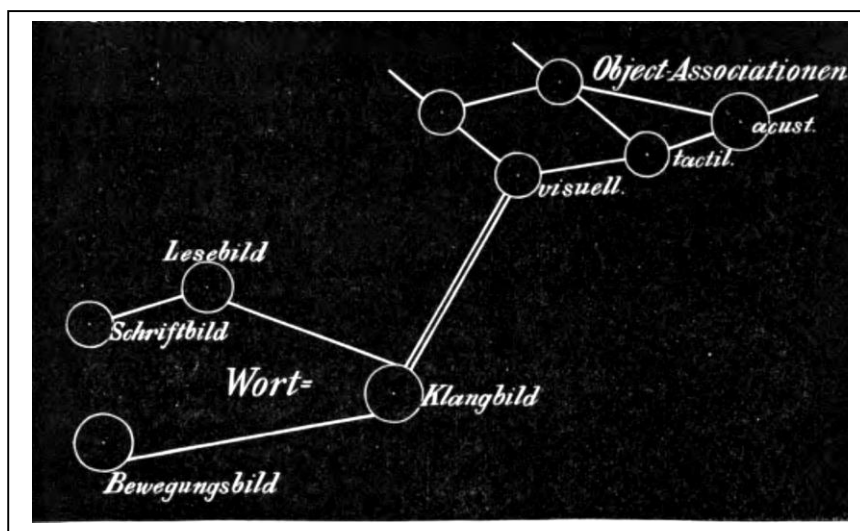 Object-Associationen
acust.
tactil.
visuell.
Lesebild
Schriftbild
Wort=
Klangbild
Bewegungsbild